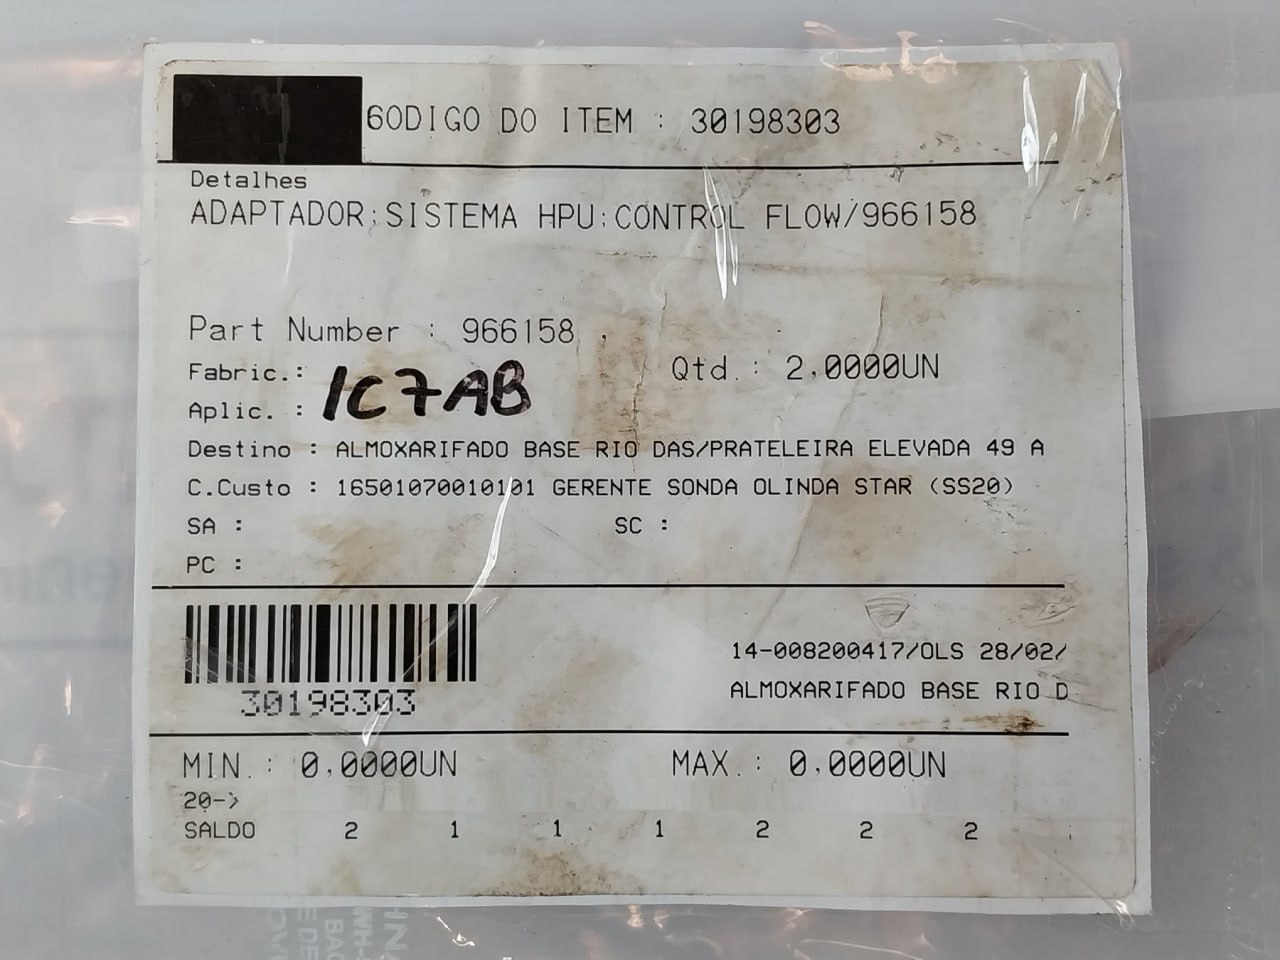 6ODIGO DO ITEM : 30198303
Detalhes
ADAPTADOR;SISTEMA HPU:CONTROL FLOW/966158
Part Number : 966158
Fabric.:
Qtd.: 2,0000UN
Aplic. : 1C7AB
Destino : ALMOXARIFADO BASE RIO DAS/PRATELEIRA ELEVADA 49 A
C.Custo : 16501070010101 GERENTE SONDA OLINDA STAR (SS20)
SA : SC :
PC :
14-008200417/OLS 28/02/
30198303
ALMOXARIFADO BASE RIO D
MIN.: 0,0000UN MAX.: 0,0000UN
20->
SALDO 2 1 1 1 2 2 2